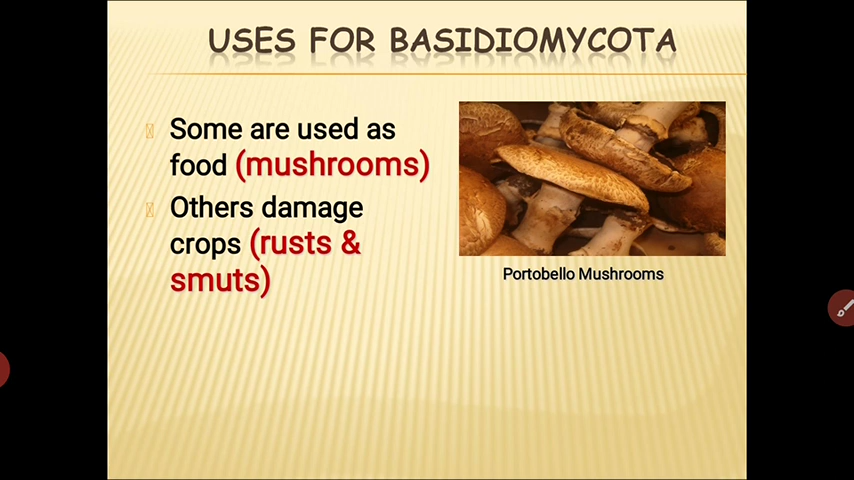 USES FOR BASIDIOMYCOTA
Some are used as
food (mushrooms)
Others damage
crops (rusts &
smuts)
Portobello Mushrooms